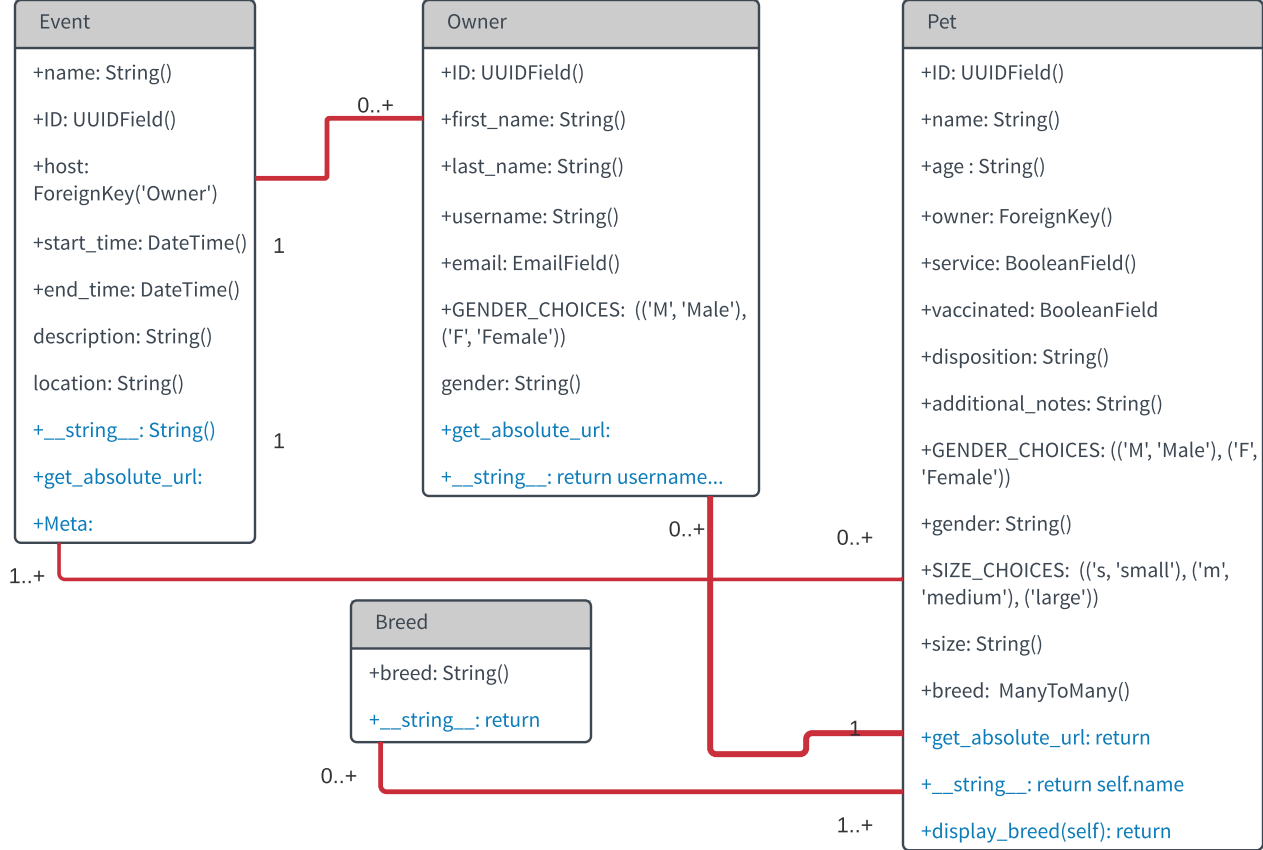 Event
+name: String()
+ID: UUIDField()
+host:
ForeignKey('Owner')
+start_time: DateTime()
+end_time: DateTime()
description: String()
location: String()
+__string__: String()
+get_absolute_url:
+Meta:
0..+
1
1
1..+
Owner
+ID: UUIDField()
+first_name: String()
+last_name: String()
+username: String()
+email: EmailField()
+GENDER_CHOICES:  (('M', 'Male'),
('F', 'Female'))
gender: String()
+get_absolute_url:
+__string__: return username...
0..+
0..+
Breed
+breed: String()
+__string__: return
0..+
1
1..+
Pet
+ID: UUIDField()
+name: String()
+age : String()
+owner: ForeignKey()
+service: BooleanField()
+vaccinated: BooleanField
+disposition: String()
+additional_notes: String()
+GENDER_CHOICES: (('M', 'Male'), ('F',
'Female'))
+gender: String()
+SIZE_CHOICES:  (('s, 'small'), ('m',
'medium'), ('large'))
+size: String()
+breed:  ManyToMany()
+get_absolute_url: return
+__string__: return self.name
+display_breed(self): return